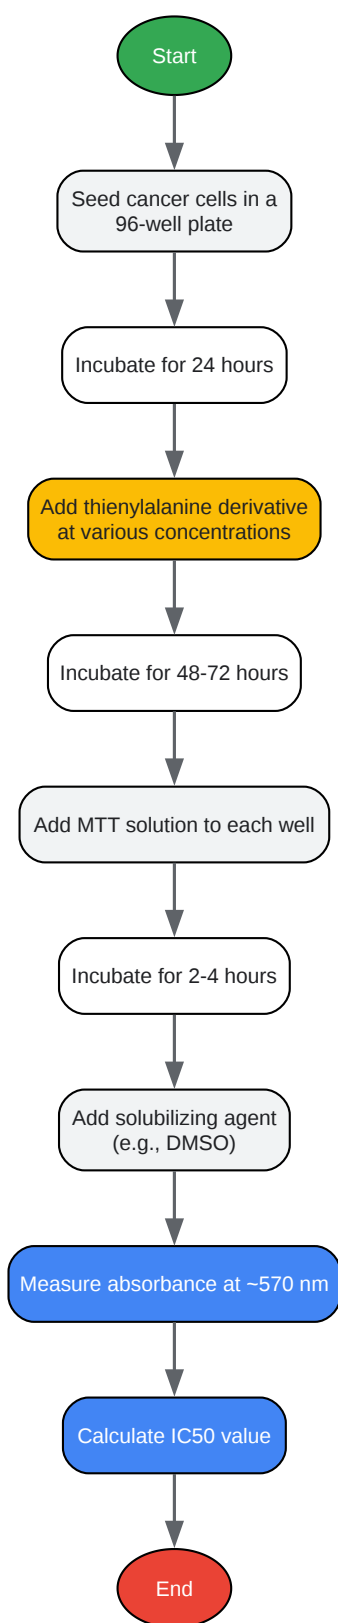 Start
Seed cancer cells in a
96-well plate
Incubate for 24 hours
Add thienylalanine derivative
at various concentrations
Incubate for 48-72 hours
Add MTT solution to each well
Incubate for 2-4 hours
Add solubilizing agent
(e.g., DMSO)
Measure absorbance at ~570 nm
Calculate IC50 value
End